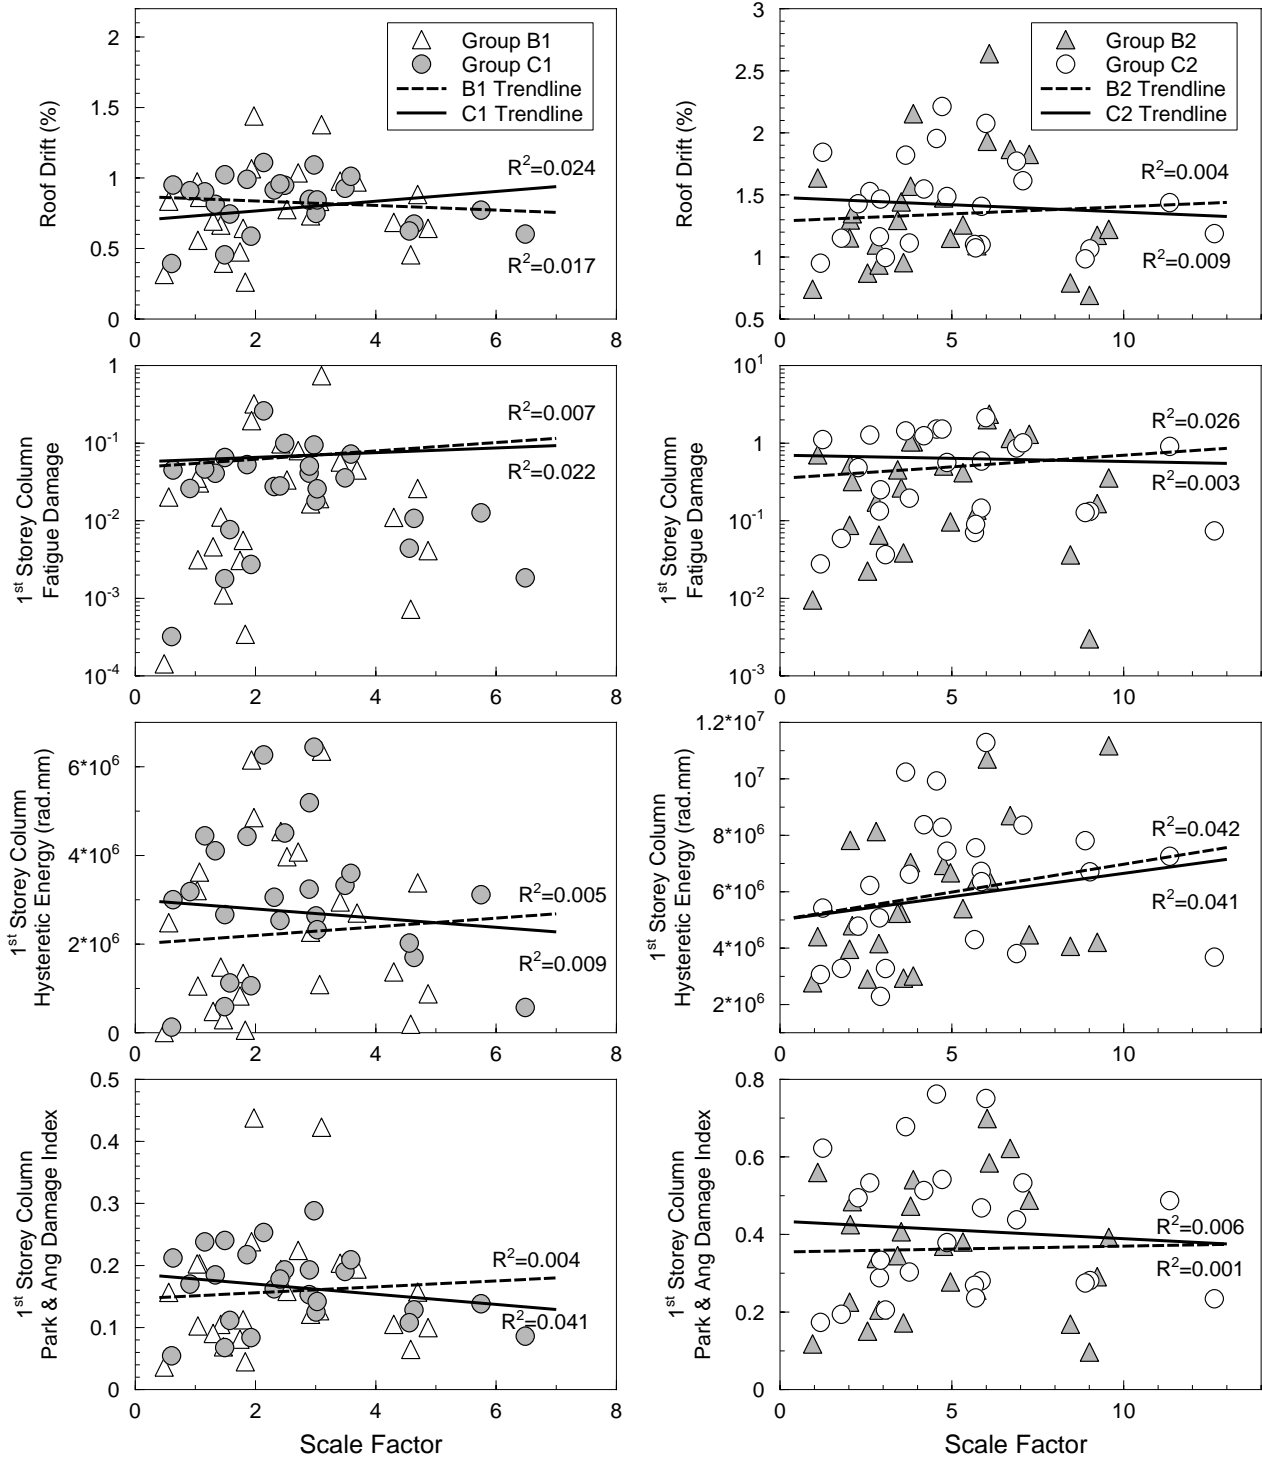 Roof Drift (%)
2
1.5
1
0.5
0
Group B1
Group C1
B1 Trendline
C1 Trendline
R²=0.024
R²=0.017
0 2 4 6 8
Roof Drift (%)
3
2.5
2
1.5
1
0.5
Group B2
Group C2
B2 Trendline
C2 Trendline
R²=0.004
R²=0.009
0 5 10
1st Storey Column
Fatigue Damage
1
10⁻¹
10⁻²
10⁻³
10⁻⁴
R²=0.007
R²=0.022
0 2 4 6 8
1st Storey Column
Fatigue Damage
10¹
1
10⁻¹
10⁻²
10⁻³
R²=0.026
R²=0.003
0 5 10
1st Storey Column
Hysteretic Energy (rad.mm)
6*10⁶
4*10⁶
2*10⁶
0
R²=0.005
R²=0.009
0 2 4 6 8
1st Storey Column
Hysteretic Energy (rad.mm)
1.2*10⁷
10⁷
8*10⁶
6*10⁶
4*10⁶
2*10⁶
R²=0.042
R²=0.041
0 5 10
1st Storey Column
Park & Ang Damage Index
0.5
0.4
0.3
0.2
0.1
0
R²=0.004
R²=0.041
0 2 4 6 8
Scale Factor
1st Storey Column
Park & Ang Damage Index
0.8
0.6
0.4
0.2
0
R²=0.006
R²=0.001
0 5 10
Scale Factor